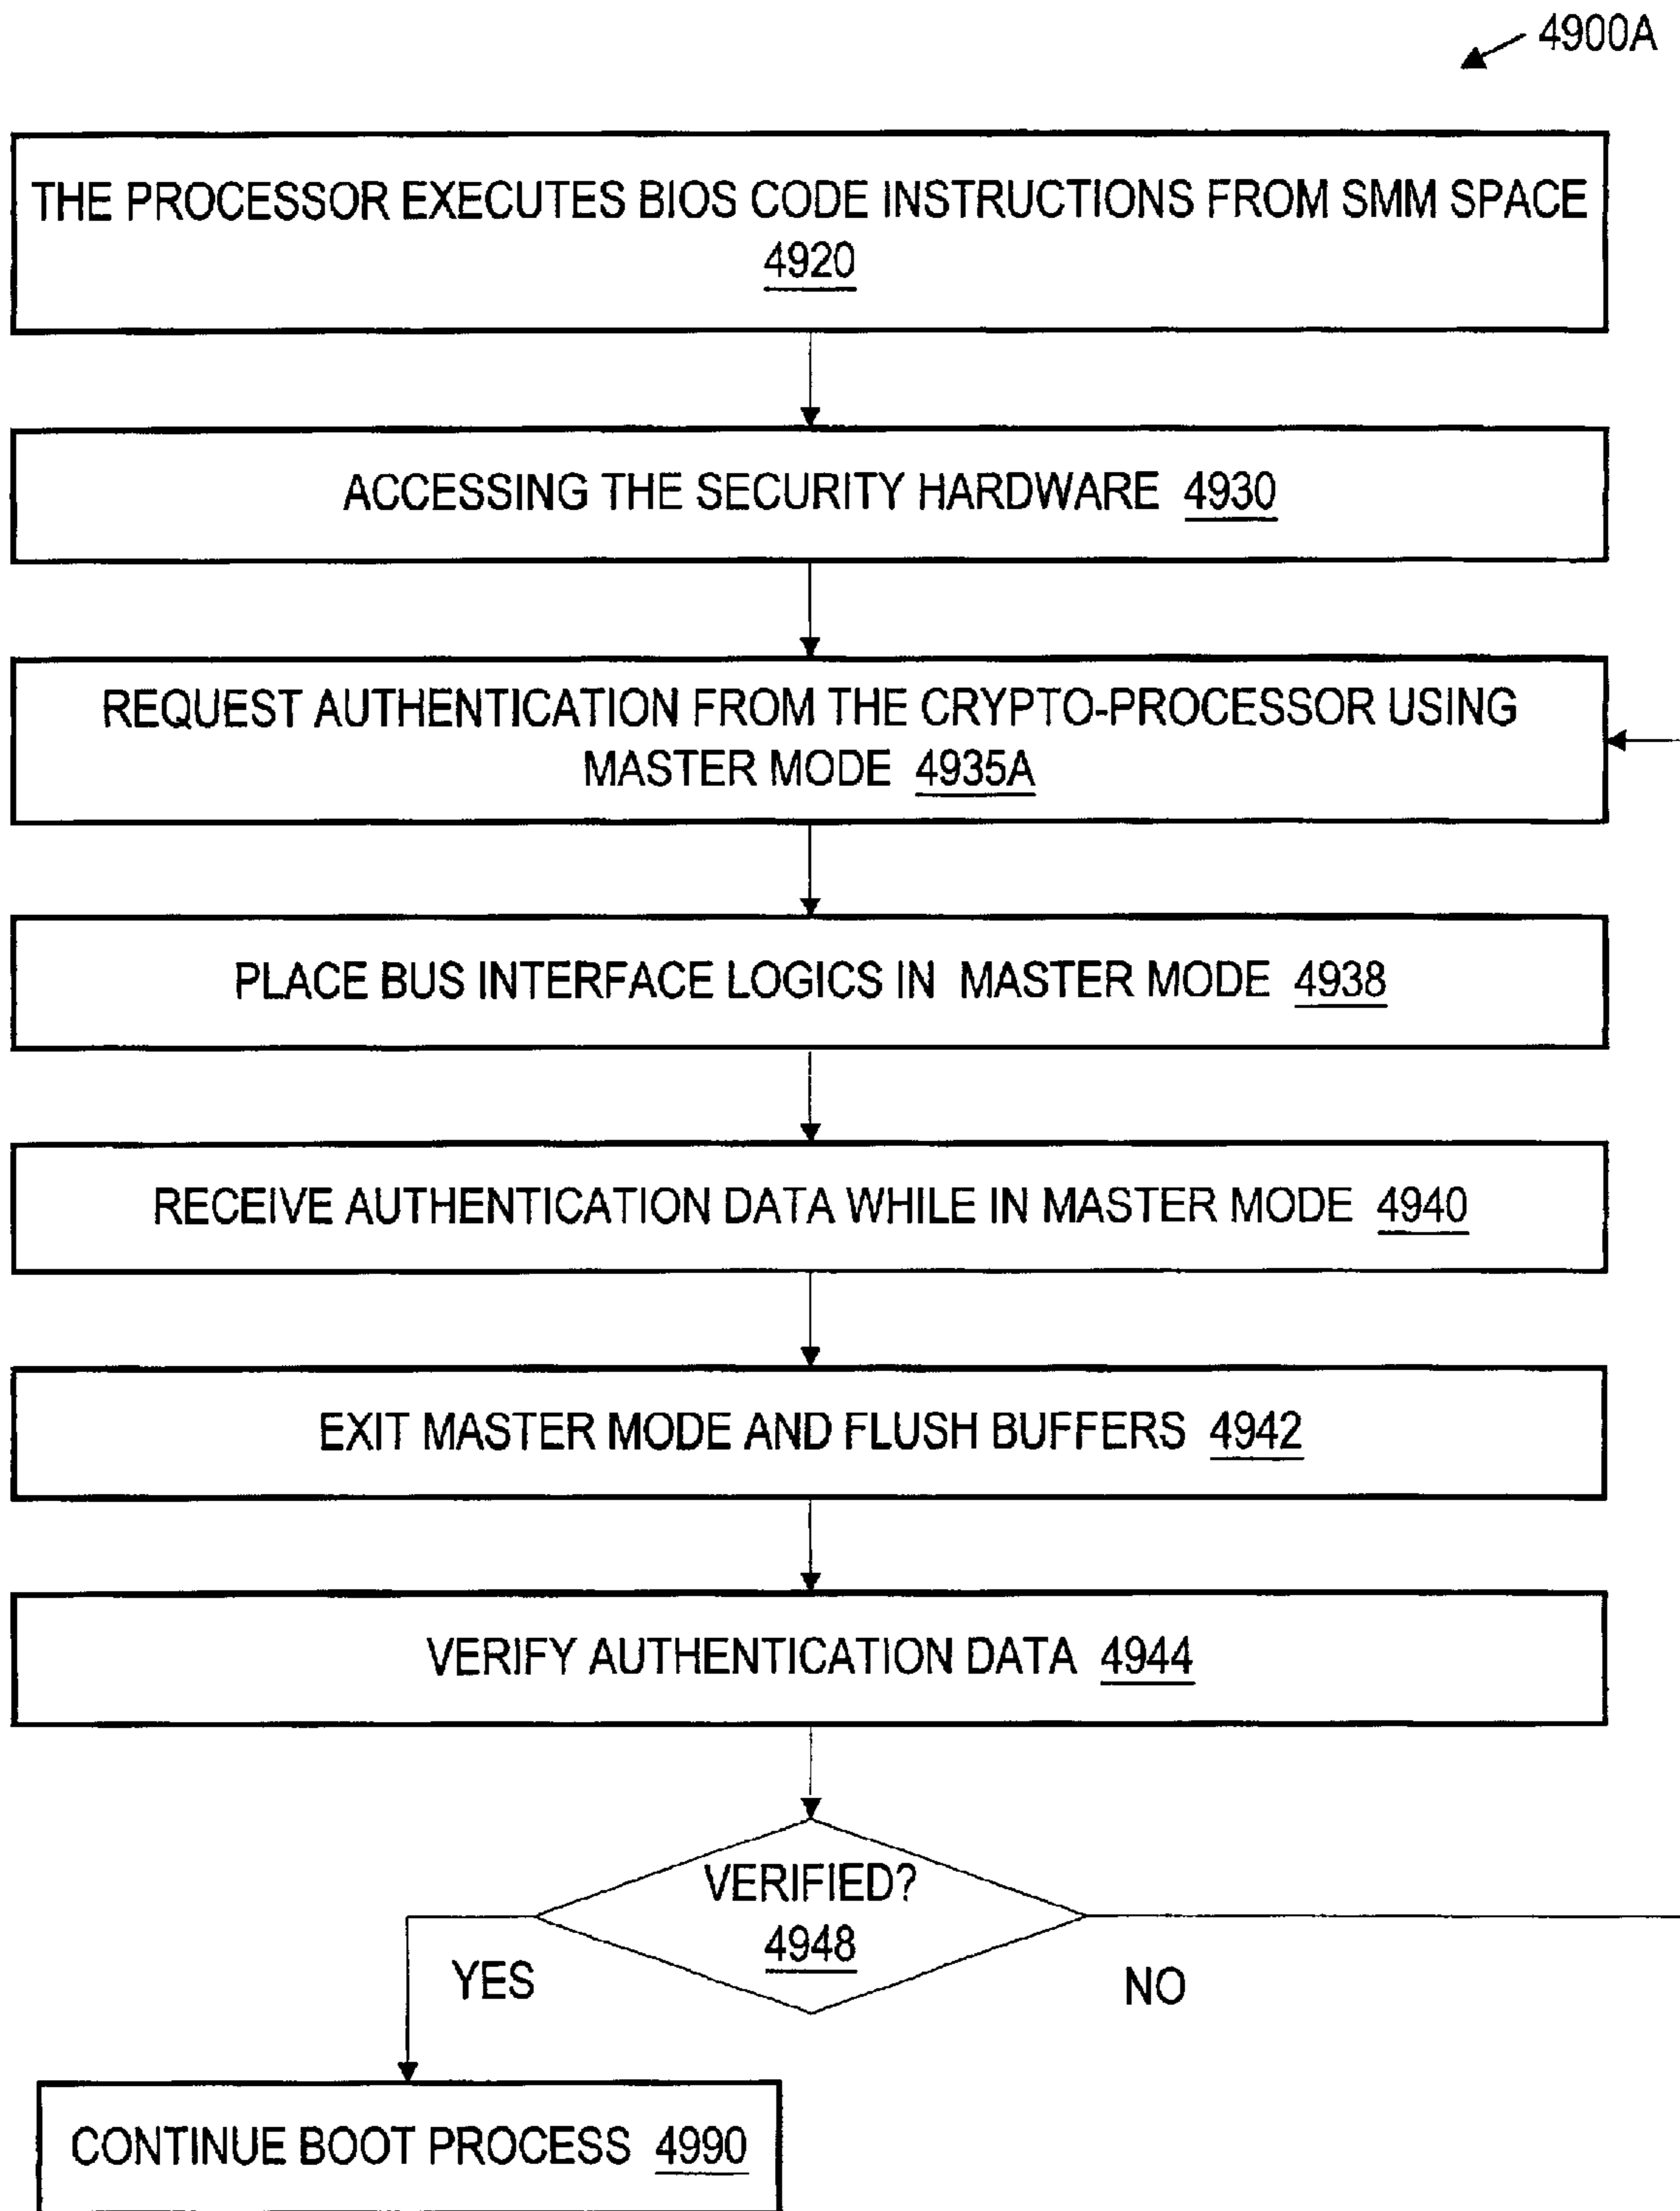 4900A
THE PROCESSOR EXECUTES BIOS CODE INSTRUCTIONS FROM SMM SPACE
4920
ACCESSING THE SECURITY HARDWARE 4930
REQUEST AUTHENTICATION FROM THE CRYPTO-PROCESSOR USING
MASTER MODE 4935A
PLACE BUS INTERFACE LOGICS IN MASTER MODE 4938
RECEIVE AUTHENTICATION DATA WHILE IN MASTER MODE 4940
EXIT MASTER MODE AND FLUSH BUFFERS 4942
VERIFY AUTHENTICATION DATA 4944
VERIFIED?
4948
YES
NO
CONTINUE BOOT PROCESS 4990